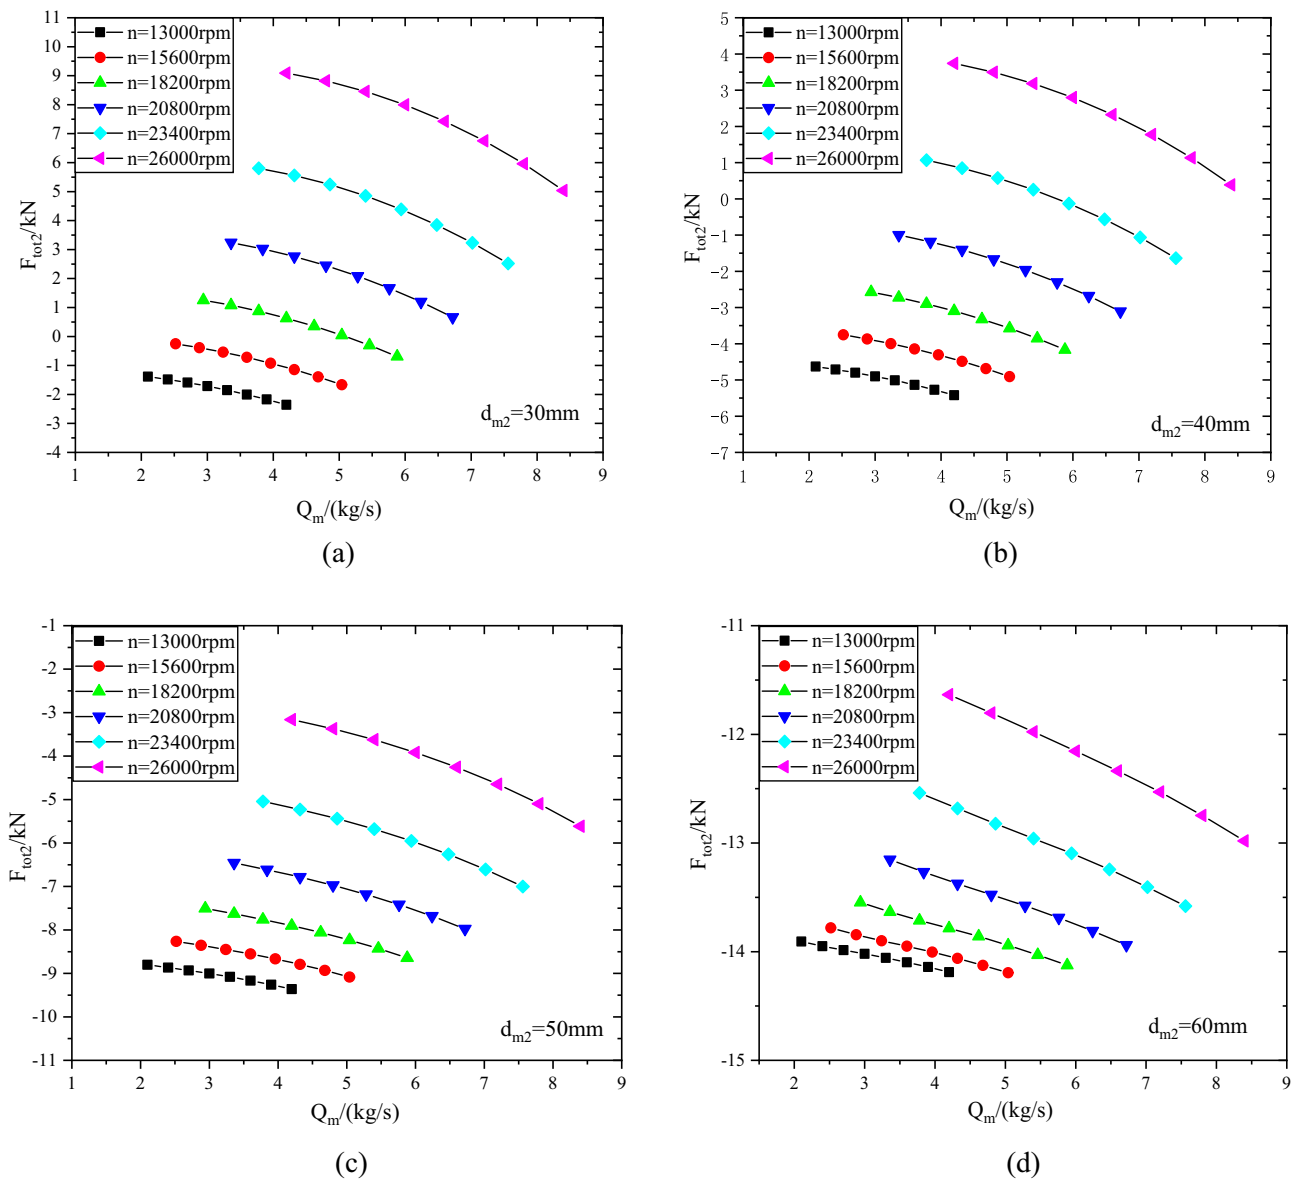 11
10
9
8
7
6
5
4
3
2
1
0
-1
-2
-3
-4
F_tot2/kN
n=13000rpm
n=15600rpm
n=18200rpm
n=20800rpm
n=23400rpm
n=26000rpm
d_m2=30mm
1 2 3 4 5 6 7 8 9
Q_m/(kg/s)
(a)
5
4
3
2
1
0
-1
-2
-3
-4
-5
-6
-7
F_tot2/kN
n=13000rpm
n=15600rpm
n=18200rpm
n=20800rpm
n=23400rpm
n=26000rpm
d_m2=40mm
1 2 3 4 5 6 7 8 9
Q_m/(kg/s)
(b)
-1
-2
-3
-4
-5
-6
-7
-8
-9
-10
-11
F_tot2/kN
n=13000rpm
n=15600rpm
n=18200rpm
n=20800rpm
n=23400rpm
n=26000rpm
d_m2=50mm
1 2 3 4 5 6 7 8 9
Q_m/(kg/s)
(c)
-11
-12
-13
-14
-15
F_tot2/kN
n=13000rpm
n=15600rpm
n=18200rpm
n=20800rpm
n=23400rpm
n=26000rpm
d_m2=60mm
2 3 4 5 6 7 8 9
Q_m/(kg/s)
(d)